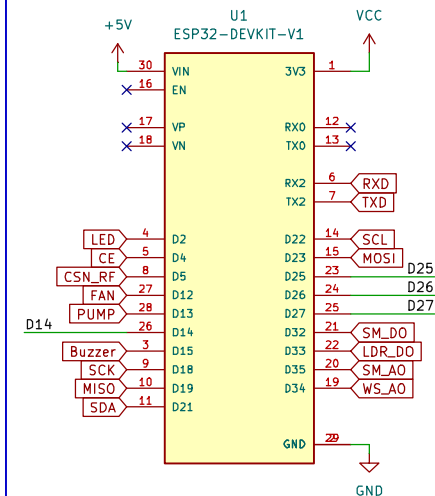 U1
ESP32-DEVKIT-V1
+5V
VCC
30 VIN 3V3 1
16 EN
17 VP RX0 12
18 VN TX0 13
RX2 6 RXD
TX2 7 TXD
LED 4 D2 D22 14 SCL
CE 5 D4 D23 15 MOSI
CSN_RF 8 D5 D25 23 D25
FAN 27 D12 D26 24 D26
PUMP 28 D13 D27 25 D27
D14 26 D14 D32 21 SM_DO
Buzzer 3 D15 D33 22 LDR_DO
SCK 9 D18 D35 20 SM_AO
MISO 10 D19 D34 19 WS_AO
SDA 11 D21
GND 29
GND